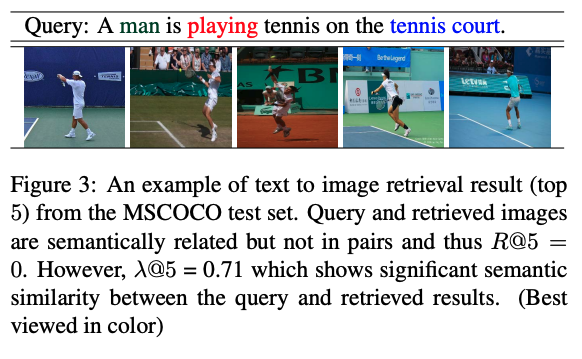 Query: A man is playing tennis on the tennis court.
Figure 3: An example of text to image retrieval result (top
5) from the MSCOCO test set. Query and retrieved images
are semantically related but not in pairs and thus R@5 =
0. However, λ@5 = 0.71 which shows significant semantic
similarity between the query and retrieved results. (Best
viewed in color)